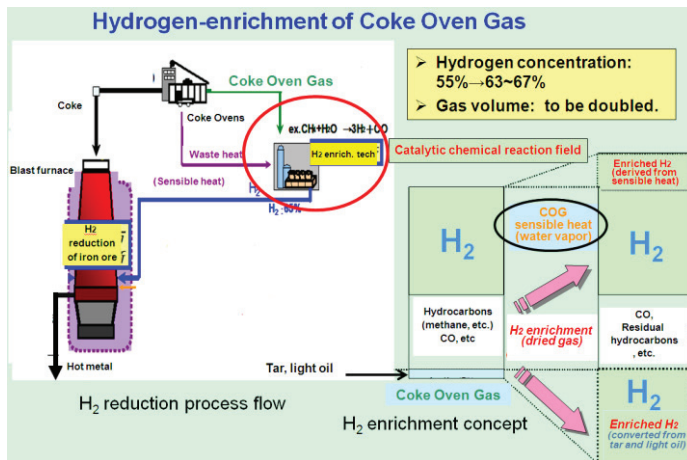 Hydrogen-enrichment of Coke Oven Gas
➢ Hydrogen concentration:
55%→63~67%
➢ Gas volume: to be doubled.
Coke Oven Gas
Coke
Coke Ovens
ex.CH₄+H₂O →3H₂+CO
Waste heat
H₂ enrich. tech
Catalytic chemical reaction field
Blast furnace
(Sensible heat)
H₂
H₂
reduction
of iron ore
Enriched H₂
(derived from
sensible heat)
COG
sensible heat
(water vapor)
H₂
H₂
Hydrocarbons
(methane, etc.)
CO, etc
H₂ enrichment
(dried gas)
CO,
Residual
hydrocarbons
, etc.
Hot metal
Tar, light oil
Coke Oven Gas
H₂ reduction process flow
H₂ enrichment concept
H₂
Enriched H₂
(converted from
tar and light oil)